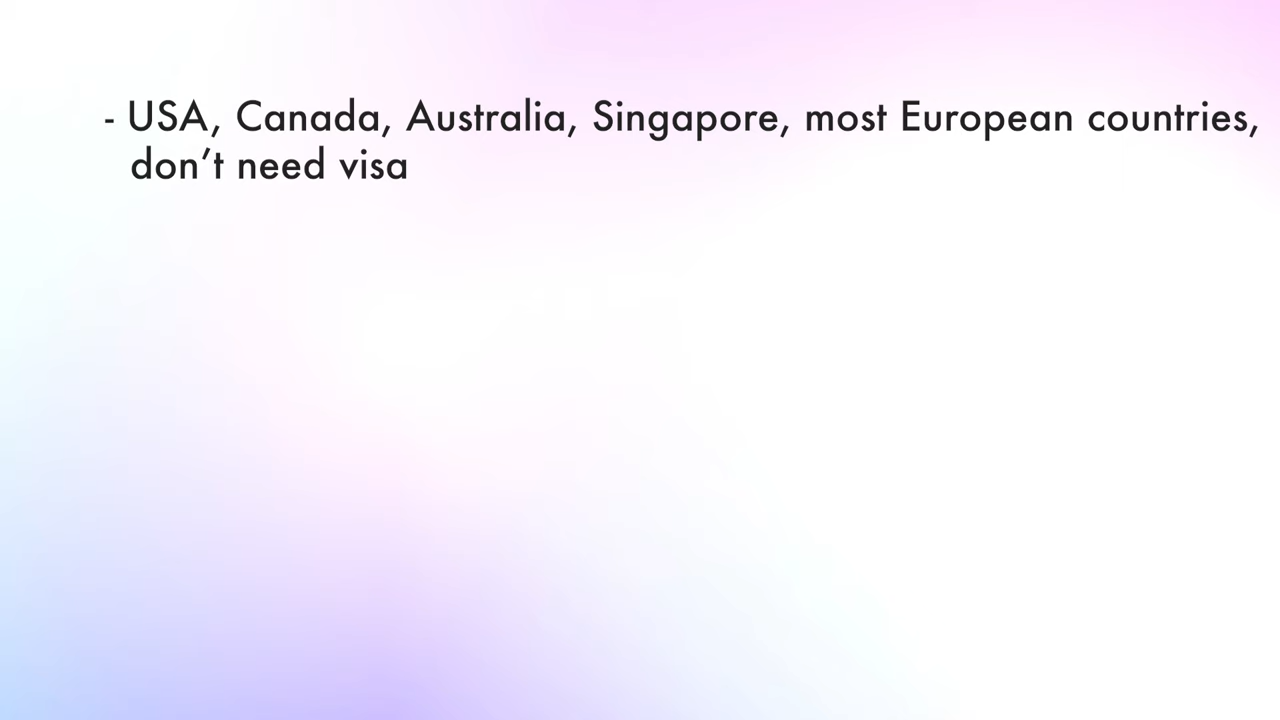 - USA, Canada, Australia, Singapore, most European countries,
don’t need visa